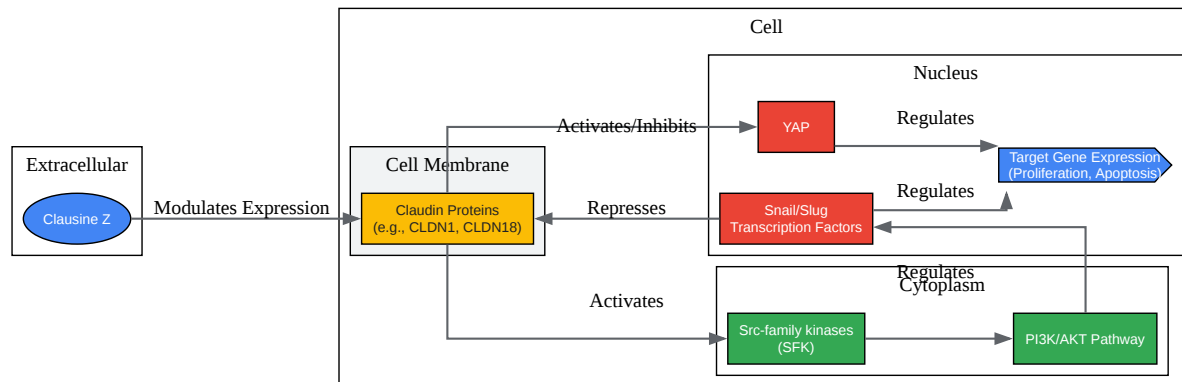 Cell
Nucleus
Activates/Inhibits
YAP
Regulates
Extracellular
Cell Membrane
Target Gene Expression
(Proliferation, Apoptosis)
Clausine Z
Modulates Expression
Claudin Proteins
(e.g., CLDN1, CLDN18)
Represses
Snail/Slug
Transcription Factors
Regulates
Regulates
Cytoplasm
Activates
Src-family kinases
(SFK)
PI3K/AKT Pathway